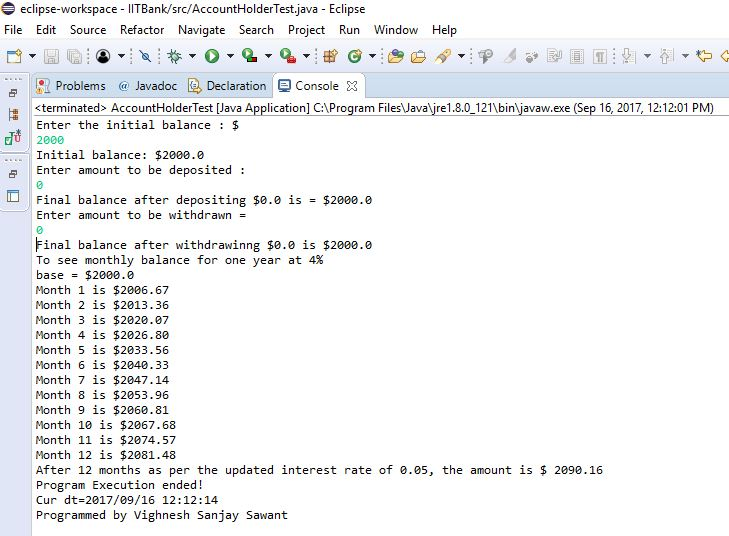 eclipse-workspace - IITBank/src/AccountHolderTest.java - Eclipse
File Edit Source Refactor Navigate Search Project Run Window Help
Problems @ Javadoc Declaration Console
<terminated> AccountHolderTest [Java Application] C:\Program Files\Java\jre1.8.0_121\bin\javaw.exe (Sep 16, 2017, 12:12:01 PM)
Enter the initial balance : $
2000
Initial balance: $2000.0
Enter amount to be deposited :
0
Final balance after depositing $0.0 is = $2000.0
Enter amount to be withdrawn =
0
Final balance after withdrawinng $0.0 is $2000.0
To see monthly balance for one year at 4%
base = $2000.0
Month 1 is $2006.67
Month 2 is $2013.36
Month 3 is $2020.07
Month 4 is $2026.80
Month 5 is $2033.56
Month 6 is $2040.33
Month 7 is $2047.14
Month 8 is $2053.96
Month 9 is $2060.81
Month 10 is $2067.68
Month 11 is $2074.57
Month 12 is $2081.48
After 12 months as per the updated interest rate of 0.05, the amount is $ 2090.16
Program Execution ended!
Cur dt=2017/09/16 12:12:14
Programmed by Vighnesh Sanjay Sawant